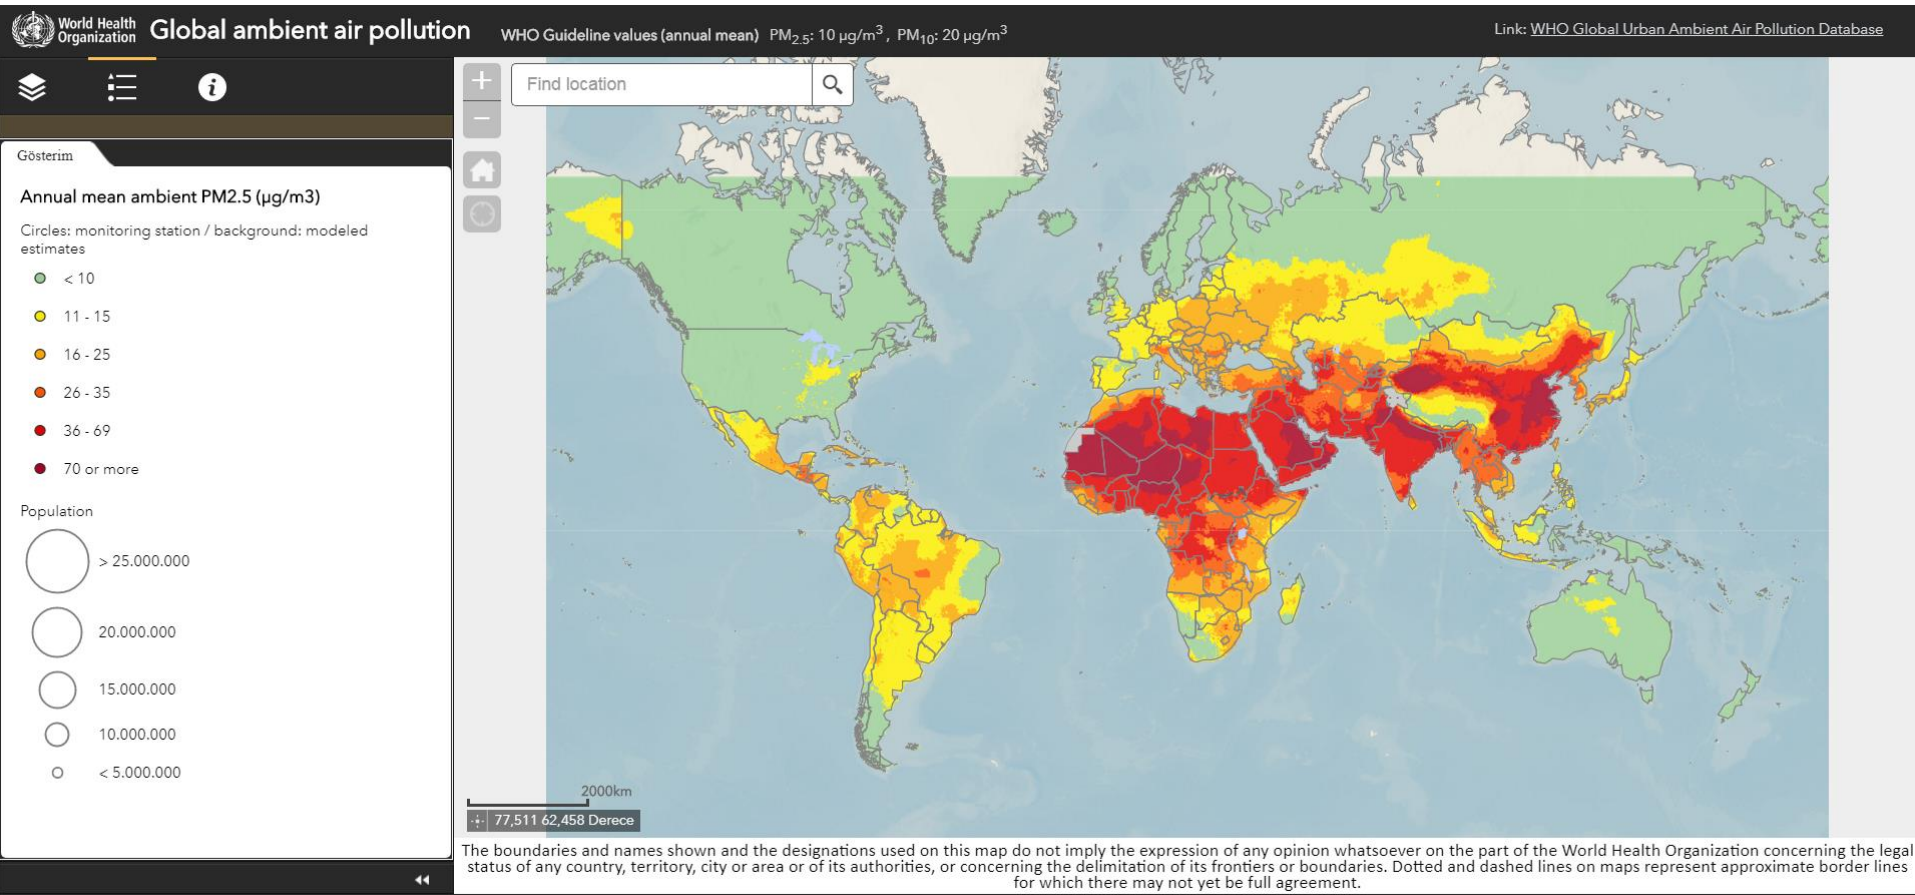 World Health
Organization
Global ambient air pollution
WHO Guideline values (annual mean) PM2.5: 10 µg/m3 , PM10: 20 µg/m3
Link: WHO Global Urban Ambient Air Pollution Database
+
Find location
−
Gösterim
Annual mean ambient PM2.5 (µg/m3)
Circles: monitoring station / background: modeled
estimates
< 10
11 - 15
16 - 25
26 - 35
36 - 69
70 or more
Population
> 25.000.000
20.000.000
15.000.000
10.000.000
< 5.000.000
2000km
77,511 62,458 Derece
The boundaries and names shown and the designations used on this map do not imply the expression of any opinion whatsoever on the part of the World Health Organization concerning the legal
status of any country, territory, city or area or of its authorities, or concerning the delimitation of its frontiers or boundaries. Dotted and dashed lines on maps represent approximate border lines
for which there may not yet be full agreement.